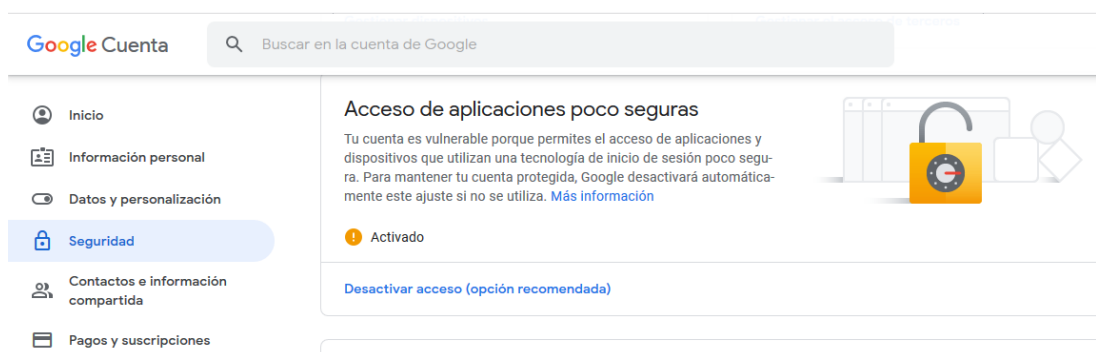 Google Cuenta
Buscar en la cuenta de Google
Inicio
Información personal
Datos y personalización
Seguridad
Contactos e información
compartida
Pagos y suscripciones
Acceso de aplicaciones poco seguras
Tu cuenta es vulnerable porque permites el acceso de aplicaciones y
dispositivos que utilizan una tecnología de inicio de sesión poco segu-
ra. Para mantener tu cuenta protegida, Google desactivará automática-
mente este ajuste si no se utiliza. Más información
Activado
Desactivar acceso (opción recomendada)